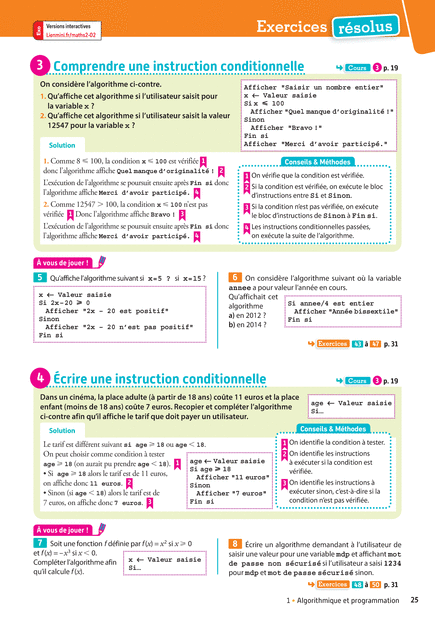 Exo
Versions interactives
Lienmini.fr/maths2-02
Exercices résolus
3 Comprendre une instruction conditionnelle
Cours 3 p. 19
On considère l'algorithme ci-contre.
1. Qu'affiche cet algorithme si l'utilisateur saisit pour
la variable x ?
2. Qu'affiche cet algorithme si l'utilisateur saisit la valeur
12547 pour la variable x ?
Afficher "Saisir un nombre entier"
x ← Valeur saisie
Si x ⩽ 100
Afficher "Quel manque d'originalité !"
Sinon
Afficher "Bravo !"
Fin si
Afficher "Merci d'avoir participé."
Solution
1. Comme 8 ⩽ 100, la condition x ⩽ 100 est vérifiée 1
donc l'algorithme affiche Quel manque d'originalité ! 2
L'exécution de l'algorithme se poursuit ensuite après Fin si donc
l'algorithme affiche Merci d'avoir participé. 4
2. Comme 12547 > 100, la condition x ⩽ 100 n'est pas
vérifiée 1 Donc l'algorithme affiche Bravo ! 3
L'exécution de l'algorithme se poursuit ensuite après Fin si donc
l'algorithme affiche Merci d'avoir participé. 4
Conseils & Méthodes
1 On vérifie que la condition est vérifiée.
2 Si la condition est vérifiée, on exécute le bloc
d'instructions entre Si et Sinon.
3 Si la condition n'est pas vérifiée, on exécute
le bloc d'instructions de Sinon à Fin si.
4 Les instructions conditionnelles passées,
on exécute la suite de l'algorithme.
À vous de jouer !
5 Qu'affiche l'algorithme suivant si x=5 ? si x=15 ?
x ← Valeur saisie
Si 2x-20 ⩾ 0
Afficher "2x - 20 est positif"
Sinon
Afficher "2x - 20 n'est pas positif"
Fin si
6 On considère l'algorithme suivant où la variable
annee a pour valeur l'année en cours.
Qu'affichait cet
algorithme
a) en 2012 ?
b) en 2014 ?
Si annee/4 est entier
Afficher "Année bissextile"
Fin si
Exercices 43 à 47 p. 31
4 Écrire une instruction conditionnelle
Cours 3 p. 19
Dans un cinéma, la place adulte (à partir de 18 ans) coûte 11 euros et la place
enfant (moins de 18 ans) coûte 7 euros. Recopier et compléter l'algorithme
ci-contre afin qu'il affiche le tarif que doit payer un utilisateur.
age ← Valeur saisie
Si…
Solution
Le tarif est différent suivant si age ⩾ 18 ou age < 18.
On peut choisir comme condition à tester
age ⩾ 18 (on aurait pu prendre age < 18). 1
• Si age ⩾ 18 alors le tarif est de 11 euros,
on affiche donc 11 euros. 2
• Sinon (si age < 18) alors le tarif est de
7 euros, on affiche donc 7 euros. 3
age ← Valeur saisie
Si age ⩾ 18
Afficher "11 euros"
Sinon
Afficher "7 euros"
Fin si
Conseils & Méthodes
1 On identifie la condition à tester.
2 On identifie les instructions
à exécuter si la condition est
vérifiée.
3 On identifie les instructions à
exécuter sinon, c'est-à-dire si la
condition n'est pas vérifiée.
À vous de jouer !
7 Soit une fonction f définie par f(x) = x² si x ⩾ 0
et f(x) = –x³ si x < 0.
Compléter l'algorithme afin
qu'il calcule f(x).
x ← Valeur saisie
Si…
8 Écrire un algorithme demandant à l'utilisateur de
saisir une valeur pour une variable mdp et affichant mot
de passe non sécurisé si l'utilisateur a saisi 1234
pour mdp et mot de passe sécurisé sinon.
Exercices 48 à 50 p. 31
1 • Algorithmique et programmation 25